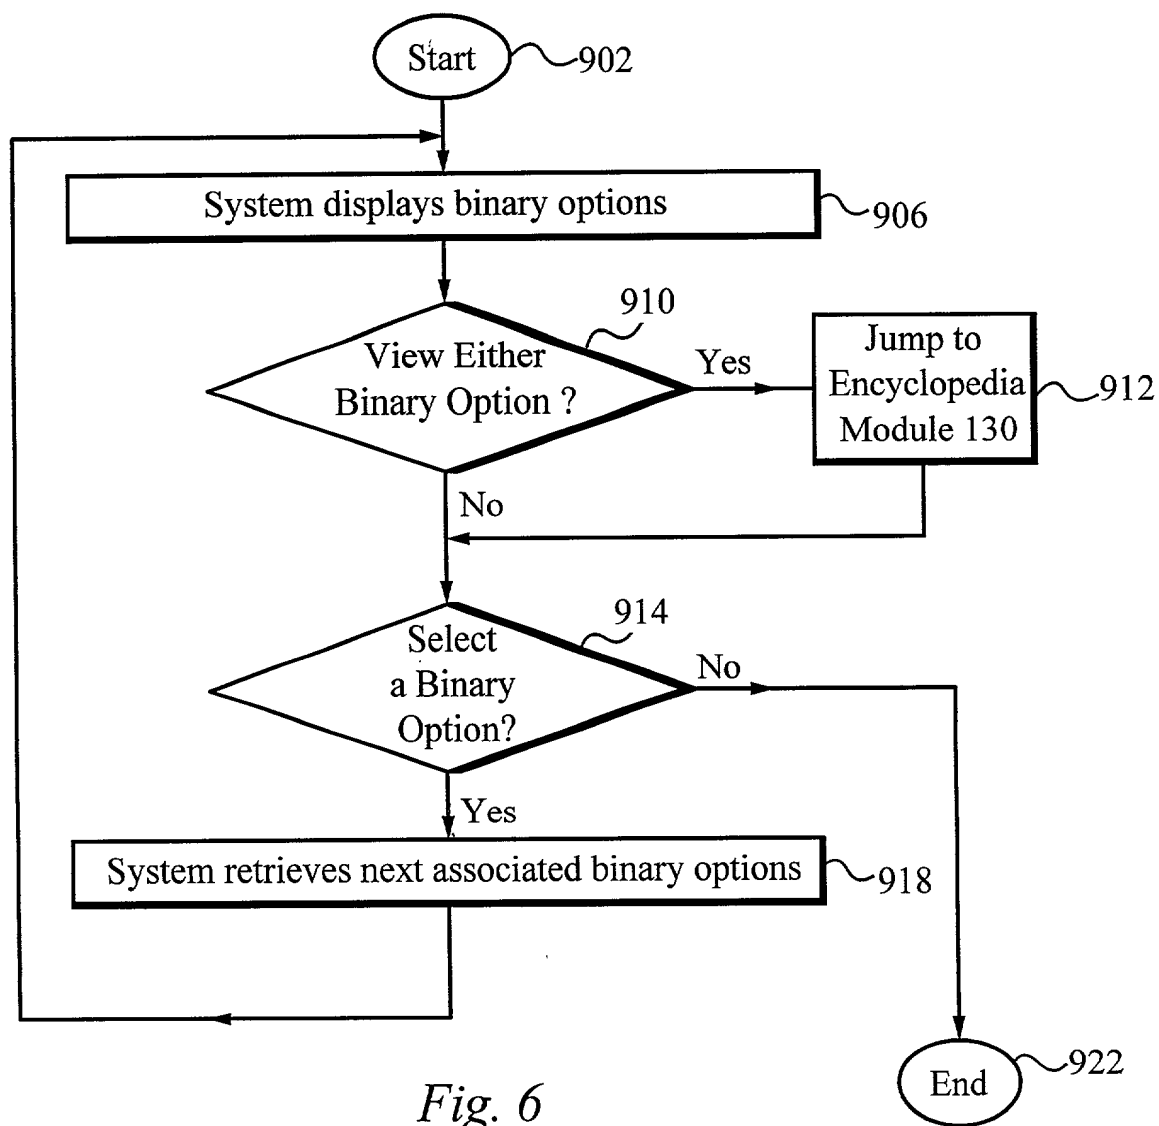 Start
902
System displays binary options
906
910
View Either
Binary Option ?
Yes
Jump to
Encyclopedia
Module 130
912
No
914
Select
a Binary
Option?
No
Yes
System retrieves next associated binary options
918
End
922
Fig. 6